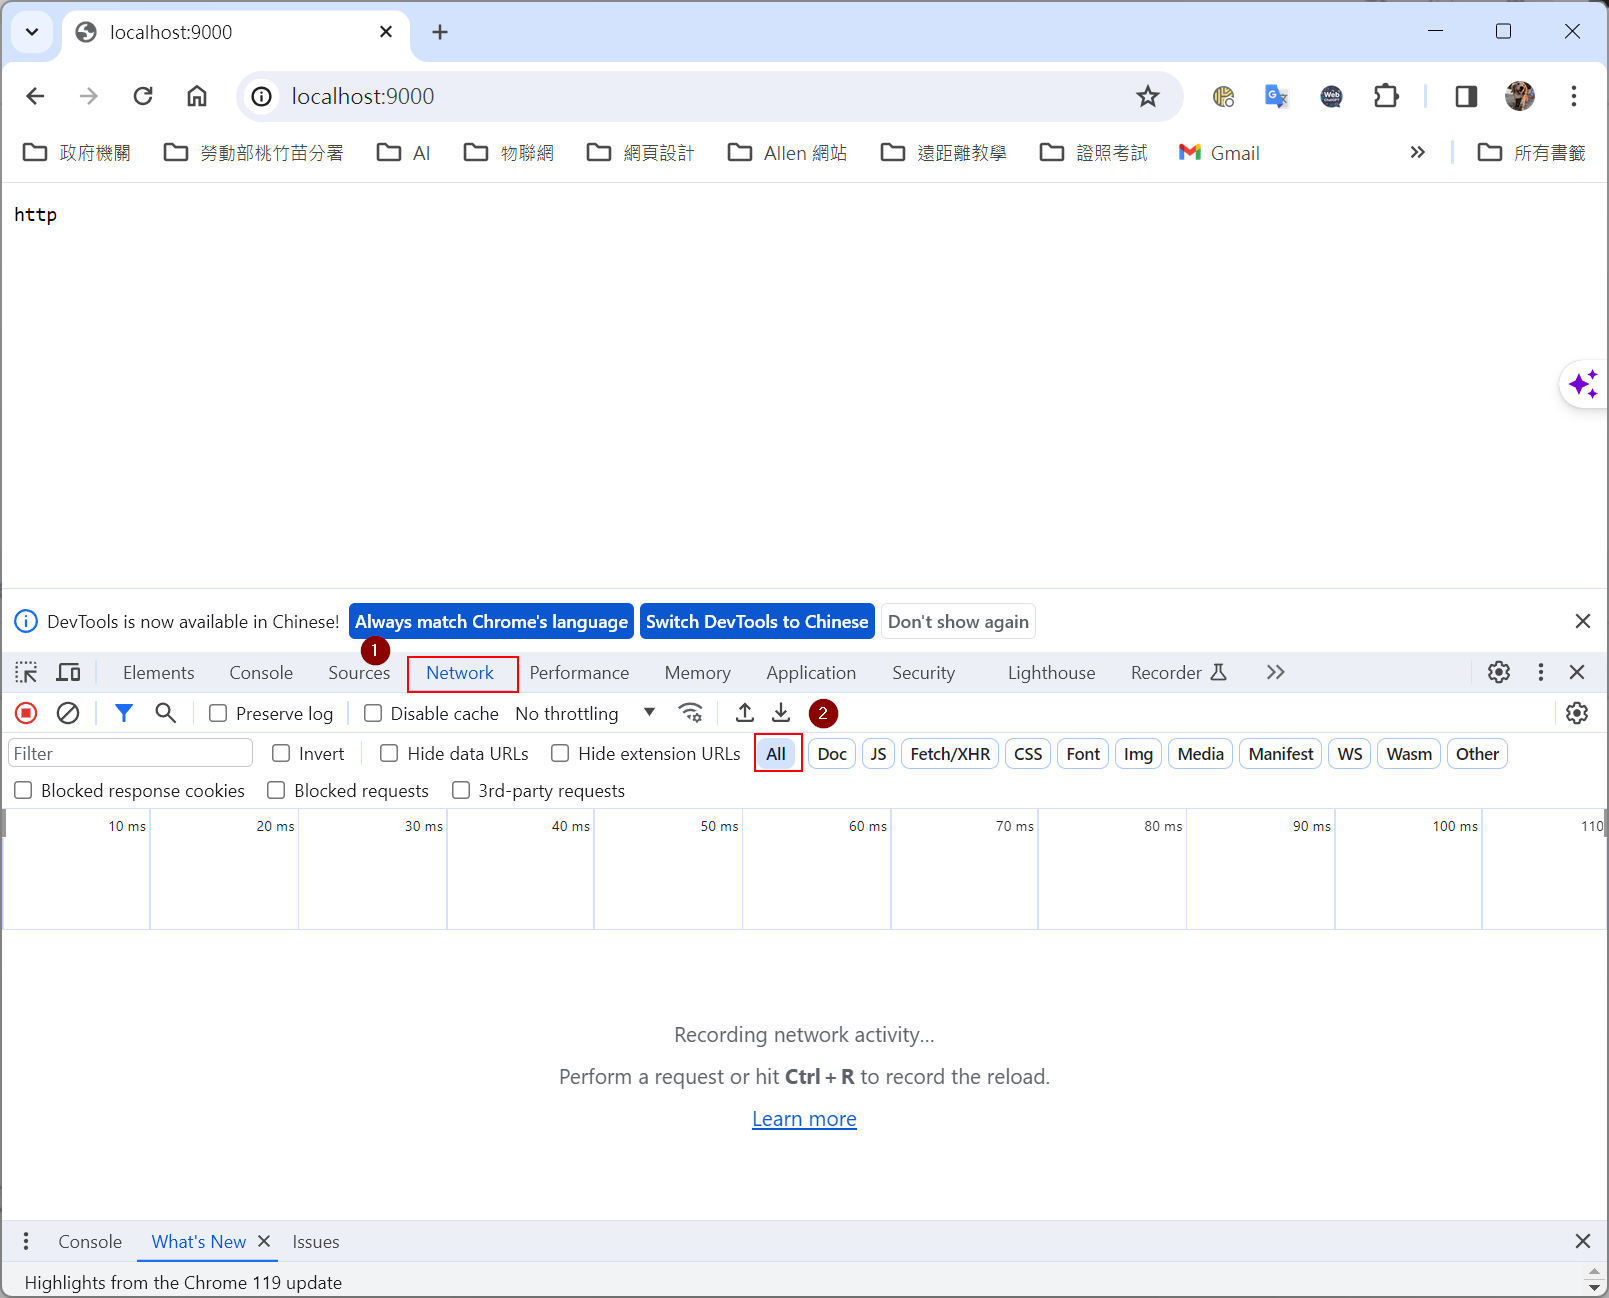 localhost:9000
localhost:9000
政府機關 勞動部桃竹苗分署 AI 物聯網 網頁設計 Allen 網站 遠距離教學 證照考試 Gmail 所有書籤
http
DevTools is now available in Chinese! Always match Chrome's language Switch DevTools to Chinese Don't show again
1
Elements Console Sources Network Performance Memory Application Security Lighthouse Recorder
Preserve log Disable cache No throttling 2
Filter Invert Hide data URLs Hide extension URLs All Doc JS Fetch/XHR CSS Font Img Media Manifest WS Wasm Other
Blocked response cookies Blocked requests 3rd-party requests
10 ms 20 ms 30 ms 40 ms 50 ms 60 ms 70 ms 80 ms 90 ms 100 ms 110
Recording network activity...
Perform a request or hit Ctrl + R to record the reload.
Learn more
Console What's New Issues
Highlights from the Chrome 119 update